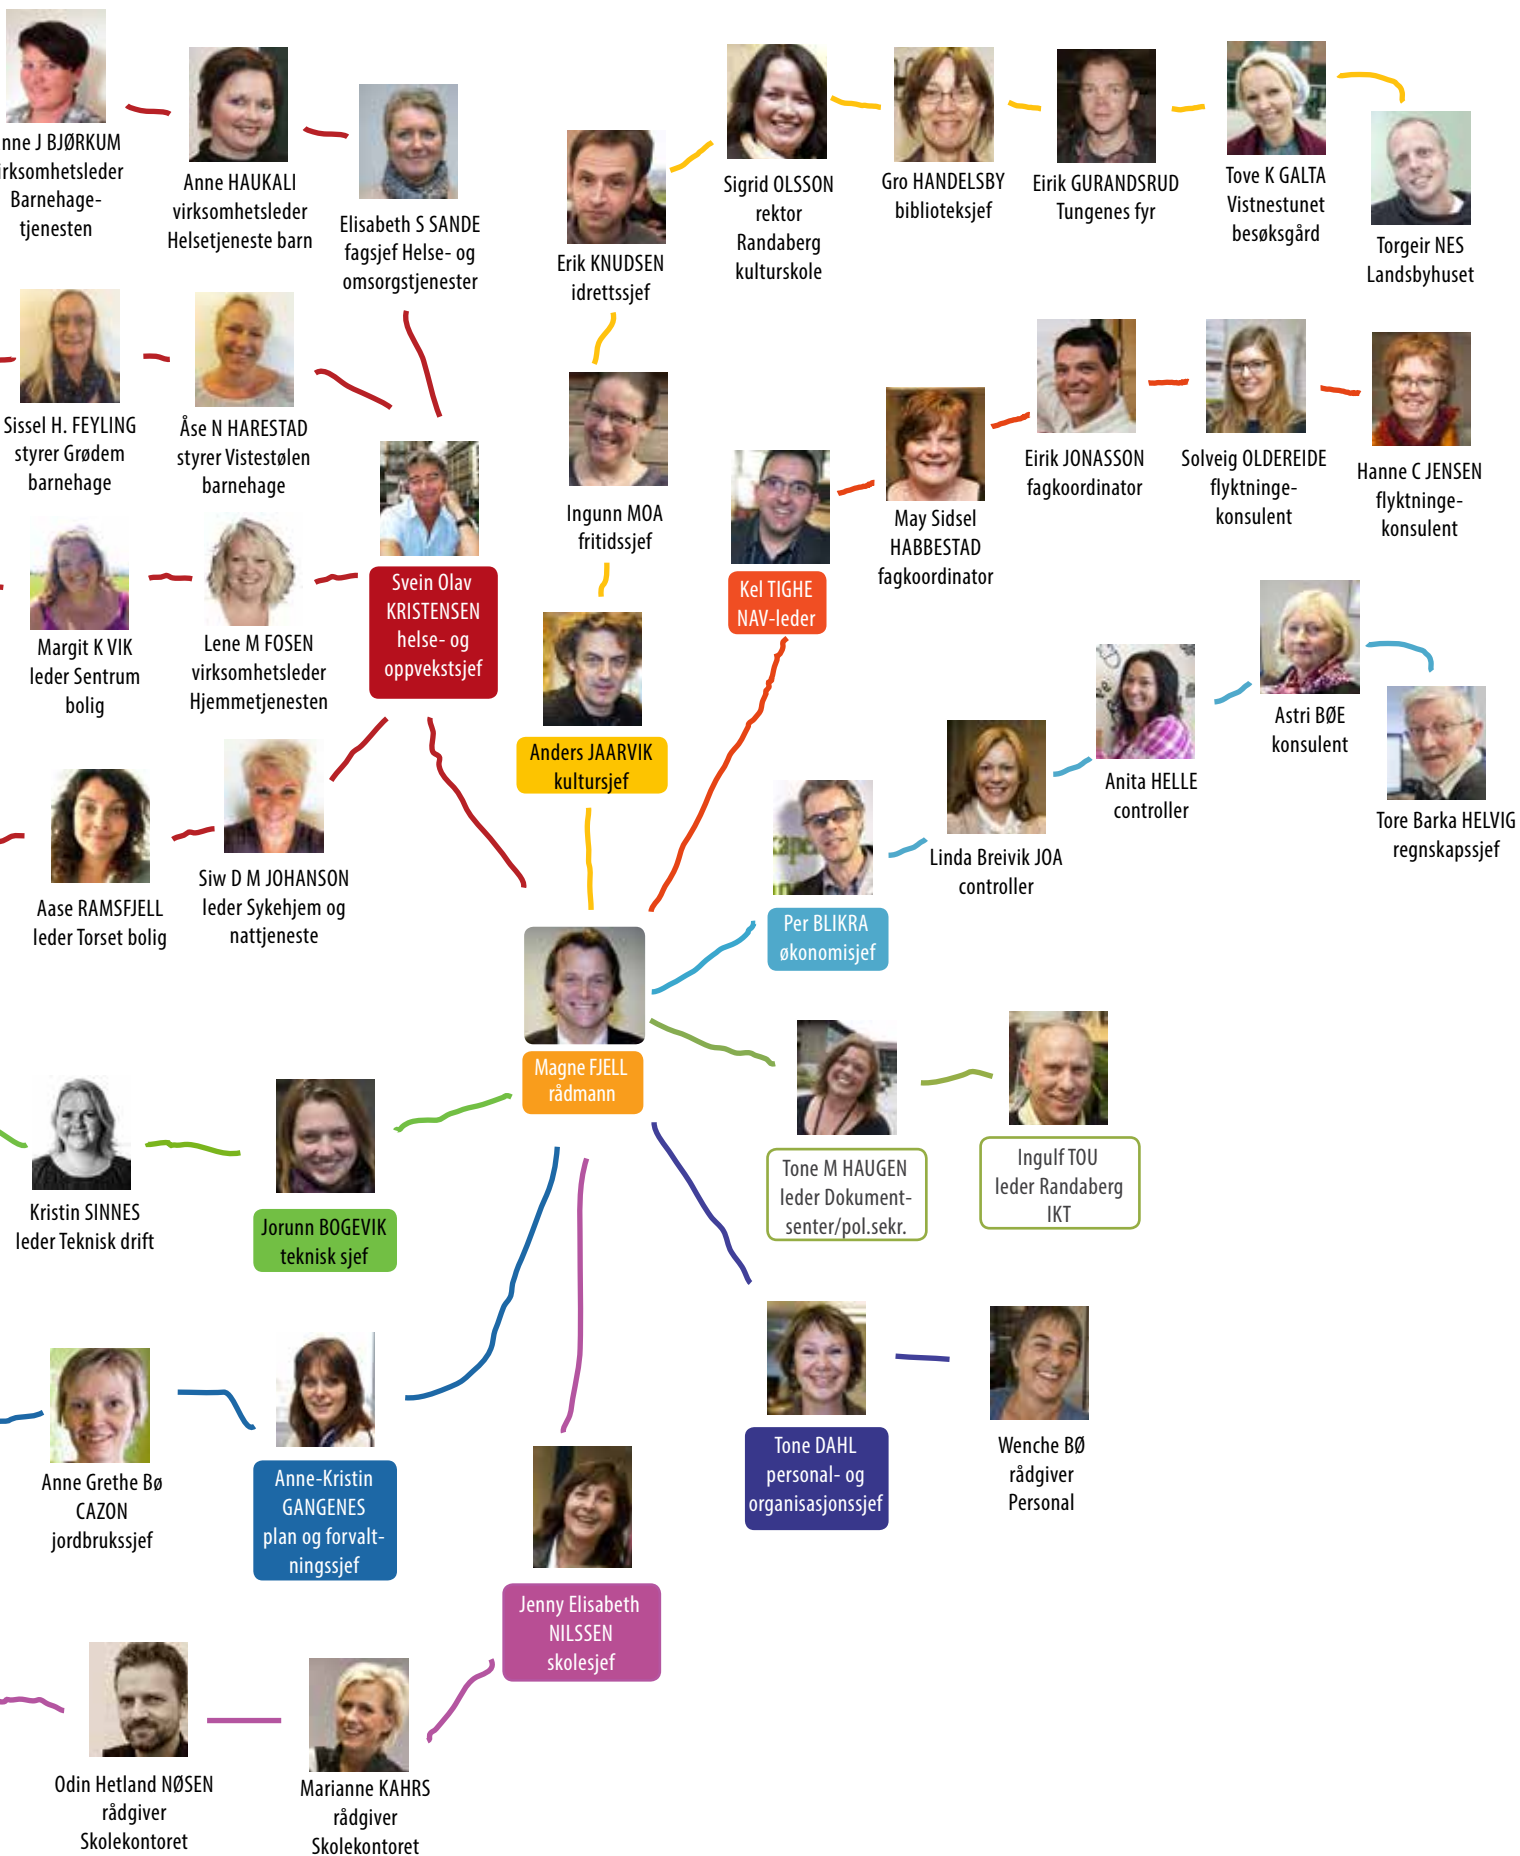 nne J BJØRKUM
irksomhetsleder
Barnehage-
tjenesten
Anne HAUKALI
virksomhetsleder
Helsetjeneste barn
Elisabeth S SANDE
fagsjef Helse- og
omsorgstjenester
Erik KNUDSEN
idrettssjef
Sigrid OLSSON
rektor
Randaberg
kulturskole
Gro HANDELSBY
biblioteksjef
Eirik GURANDSRUD
Tungenes fyr
Tove K GALTA
Vistnestunet
besøksgård
Torgeir NES
Landsbyhuset
Sissel H. FEYLING
styrer Grødem
barnehage
Åse N HARESTAD
styrer Vistestølen
barnehage
Ingunn MOA
fritidssjef
May Sidsel
HABBESTAD
fagkoordinator
Eirik JONASSON
fagkoordinator
Solveig OLDEREIDE
flyktninge-
konsulent
Hanne C JENSEN
flyktninge-
konsulent
Margit K VIK
leder Sentrum
bolig
Lene M FOSEN
virksomhetsleder
Hjemmetjenesten
Svein Olav
KRISTENSEN
helse- og
oppvekstsjef
Kel TIGHE
NAV-leder
Anders JAARVIK
kultursjef
Astri BØE
konsulent
Anita HELLE
controller
Tore Barka HELVIG
regnskapssjef
Linda Breivik JOA
controller
Aase RAMSFJELL
leder Torset bolig
Siw D M JOHANSON
leder Sykehjem og
nattjeneste
Per BLIKRA
økonomisjef
Magne FJELL
rådmann
Tone M HAUGEN
leder Dokument-
senter/pol.sekr.
Ingulf TOU
leder Randaberg
IKT
Kristin SINNES
leder Teknisk drift
Jorunn BOGEVIK
teknisk sjef
Anne Grethe Bø
CAZON
jordbrukssjef
Anne-Kristin
GANGENES
plan og forvalt-
ningssjef
Tone DAHL
personal- og
organisasjonssjef
Wenche BØ
rådgiver
Personal
Jenny Elisabeth
NILSSEN
skolesjef
Odin Hetland NØSEN
rådgiver
Skolekontoret
Marianne KAHRS
rådgiver
Skolekontoret